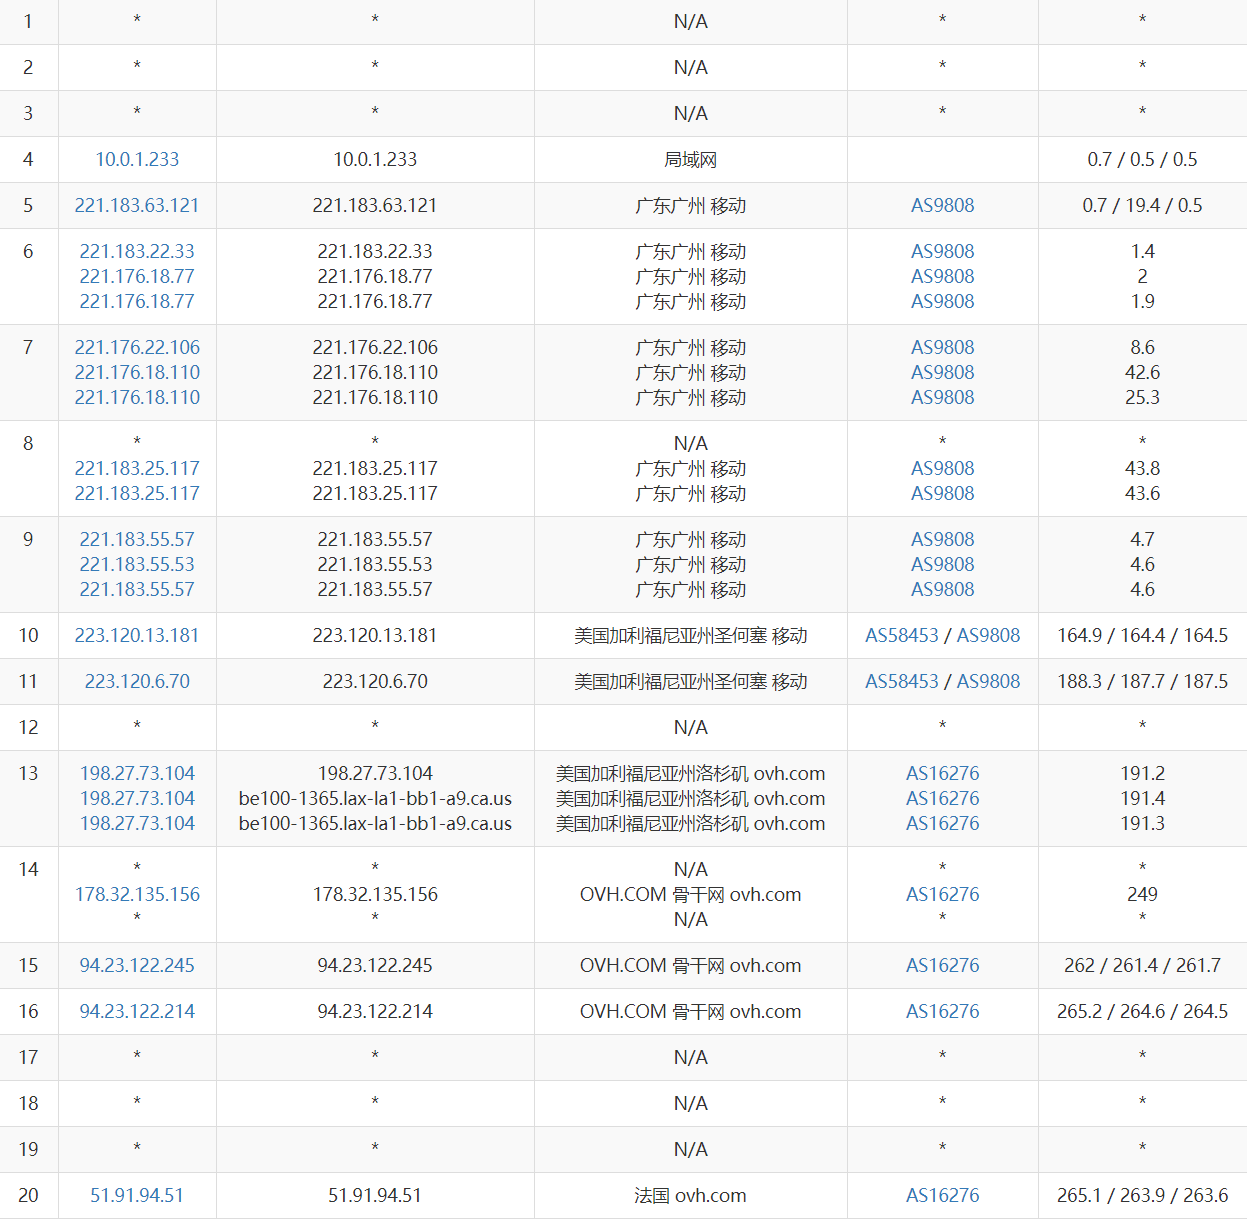 1 * * N/A * *
2 * * N/A * *
3 * * N/A * *
4 10.0.1.233 10.0.1.233 局域网 0.7 / 0.5 / 0.5
5 221.183.63.121 221.183.63.121 广东广州 移动 AS9808 0.7 / 19.4 / 0.5
6 221.183.22.33 221.183.22.33 广东广州 移动 AS9808 1.4
221.176.18.77 221.176.18.77 广东广州 移动 AS9808 2
221.176.18.77 221.176.18.77 广东广州 移动 AS9808 1.9
7 221.176.22.106 221.176.22.106 广东广州 移动 AS9808 8.6
221.176.18.110 221.176.18.110 广东广州 移动 AS9808 42.6
221.176.18.110 221.176.18.110 广东广州 移动 AS9808 25.3
8 * * N/A * *
221.183.25.117 221.183.25.117 广东广州 移动 AS9808 43.8
221.183.25.117 221.183.25.117 广东广州 移动 AS9808 43.6
9 221.183.55.57 221.183.55.57 广东广州 移动 AS9808 4.7
221.183.55.53 221.183.55.53 广东广州 移动 AS9808 4.6
221.183.55.57 221.183.55.57 广东广州 移动 AS9808 4.6
10 223.120.13.181 223.120.13.181 美国加利福尼亚州圣何塞 移动 AS58453 / AS9808 164.9 / 164.4 / 164.5
11 223.120.6.70 223.120.6.70 美国加利福尼亚州圣何塞 移动 AS58453 / AS9808 188.3 / 187.7 / 187.5
12 * * N/A * *
13 198.27.73.104 198.27.73.104 美国加利福尼亚州洛杉矶 ovh.com AS16276 191.2
198.27.73.104 be100-1365.lax-la1-bb1-a9.ca.us 美国加利福尼亚州洛杉矶 ovh.com AS16276 191.4
198.27.73.104 be100-1365.lax-la1-bb1-a9.ca.us 美国加利福尼亚州洛杉矶 ovh.com AS16276 191.3
14 * * N/A * *
178.32.135.156 178.32.135.156 OVH.COM 骨干网 ovh.com AS16276 249
* * N/A * *
15 94.23.122.245 94.23.122.245 OVH.COM 骨干网 ovh.com AS16276 262 / 261.4 / 261.7
16 94.23.122.214 94.23.122.214 OVH.COM 骨干网 ovh.com AS16276 265.2 / 264.6 / 264.5
17 * * N/A * *
18 * * N/A * *
19 * * N/A * *
20 51.91.94.51 51.91.94.51 法国 ovh.com AS16276 265.1 / 263.9 / 263.6